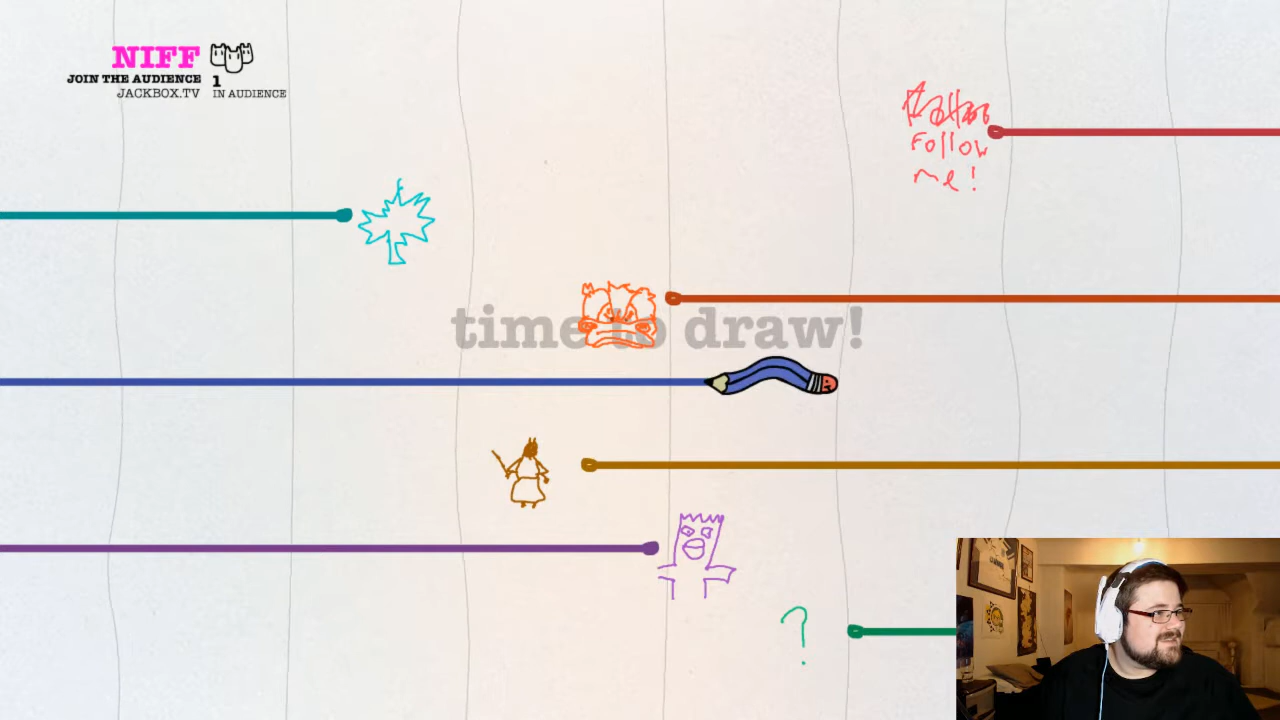 NIFF
JOIN THE AUDIENCE
JACKBOX.TV
1
IN AUDIENCE
Follow
me!
time to draw!
?